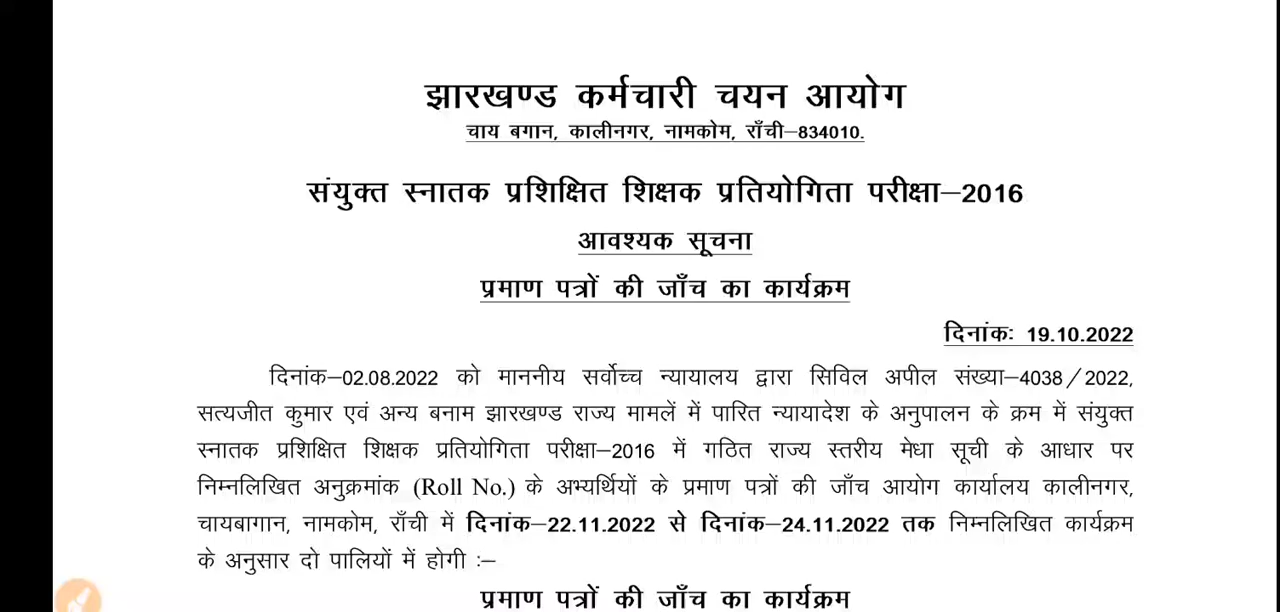 झारखण्ड कर्मचारी चयन आयोग
चाय बगान, कालीनगर, नामकोम, राँची–834010.
संयुक्त स्नातक प्रशिक्षित शिक्षक प्रतियोगिता परीक्षा–2016
आवश्यक सूचना
प्रमाण पत्रों की जाँच का कार्यक्रम
दिनांकः 19.10.2022
दिनांक–02.08.2022 को माननीय सर्वोच्च न्यायालय द्वारा सिविल अपील संख्या–4038/2022,
सत्यजीत कुमार एवं अन्य बनाम झारखण्ड राज्य मामलें में पारित न्यायादेश के अनुपालन के क्रम में संयुक्त
स्नातक प्रशिक्षित शिक्षक प्रतियोगिता परीक्षा–2016 में गठित राज्य स्तरीय मेधा सूची के आधार पर
निम्नलिखित अनुक्रमांक (Roll No.) के अभ्यर्थियों के प्रमाण पत्रों की जाँच आयोग कार्यालय कालीनगर,
चायबागान, नामकोम, राँची में दिनांक–22.11.2022 से दिनांक–24.11.2022 तक निम्नलिखित कार्यक्रम
के अनुसार दो पालियों में होगी :–
प्रमाण पत्रों की जाँच का कार्यक्रम